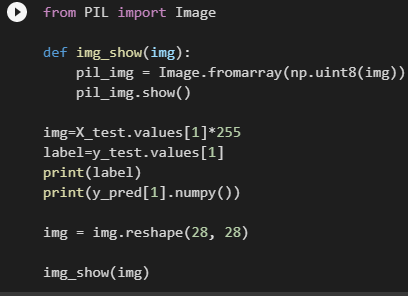 from PIL import Image
def img_show(img):
    pil_img = Image.fromarray(np.uint8(img))
    pil_img.show()
img=X_test.values[1]*255
label=y_test.values[1]
print(label)
print(y_pred[1].numpy())
img = img.reshape(28, 28)
img_show(img)